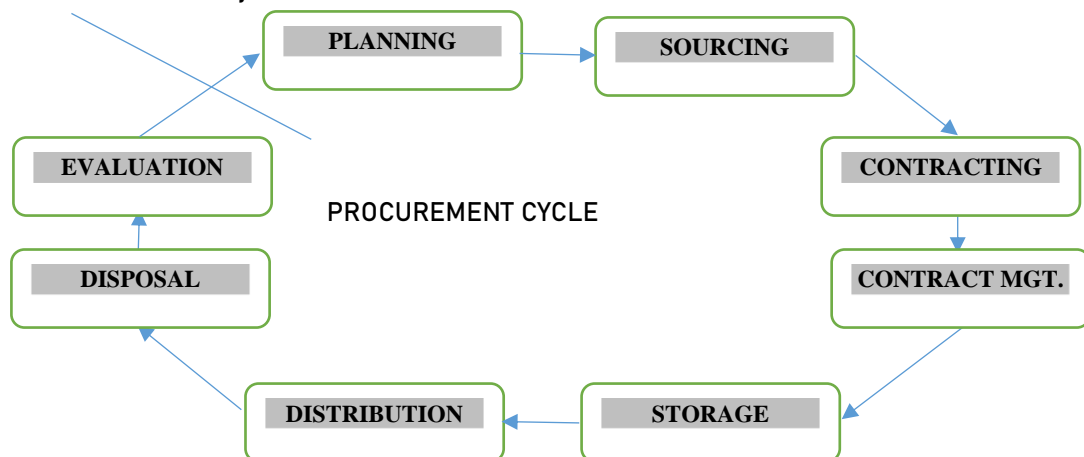 PLANNING
SOURCING
EVALUATION
CONTRACTING
PROCUREMENT CYCLE
DISPOSAL
CONTRACT MGT.
DISTRIBUTION
STORAGE